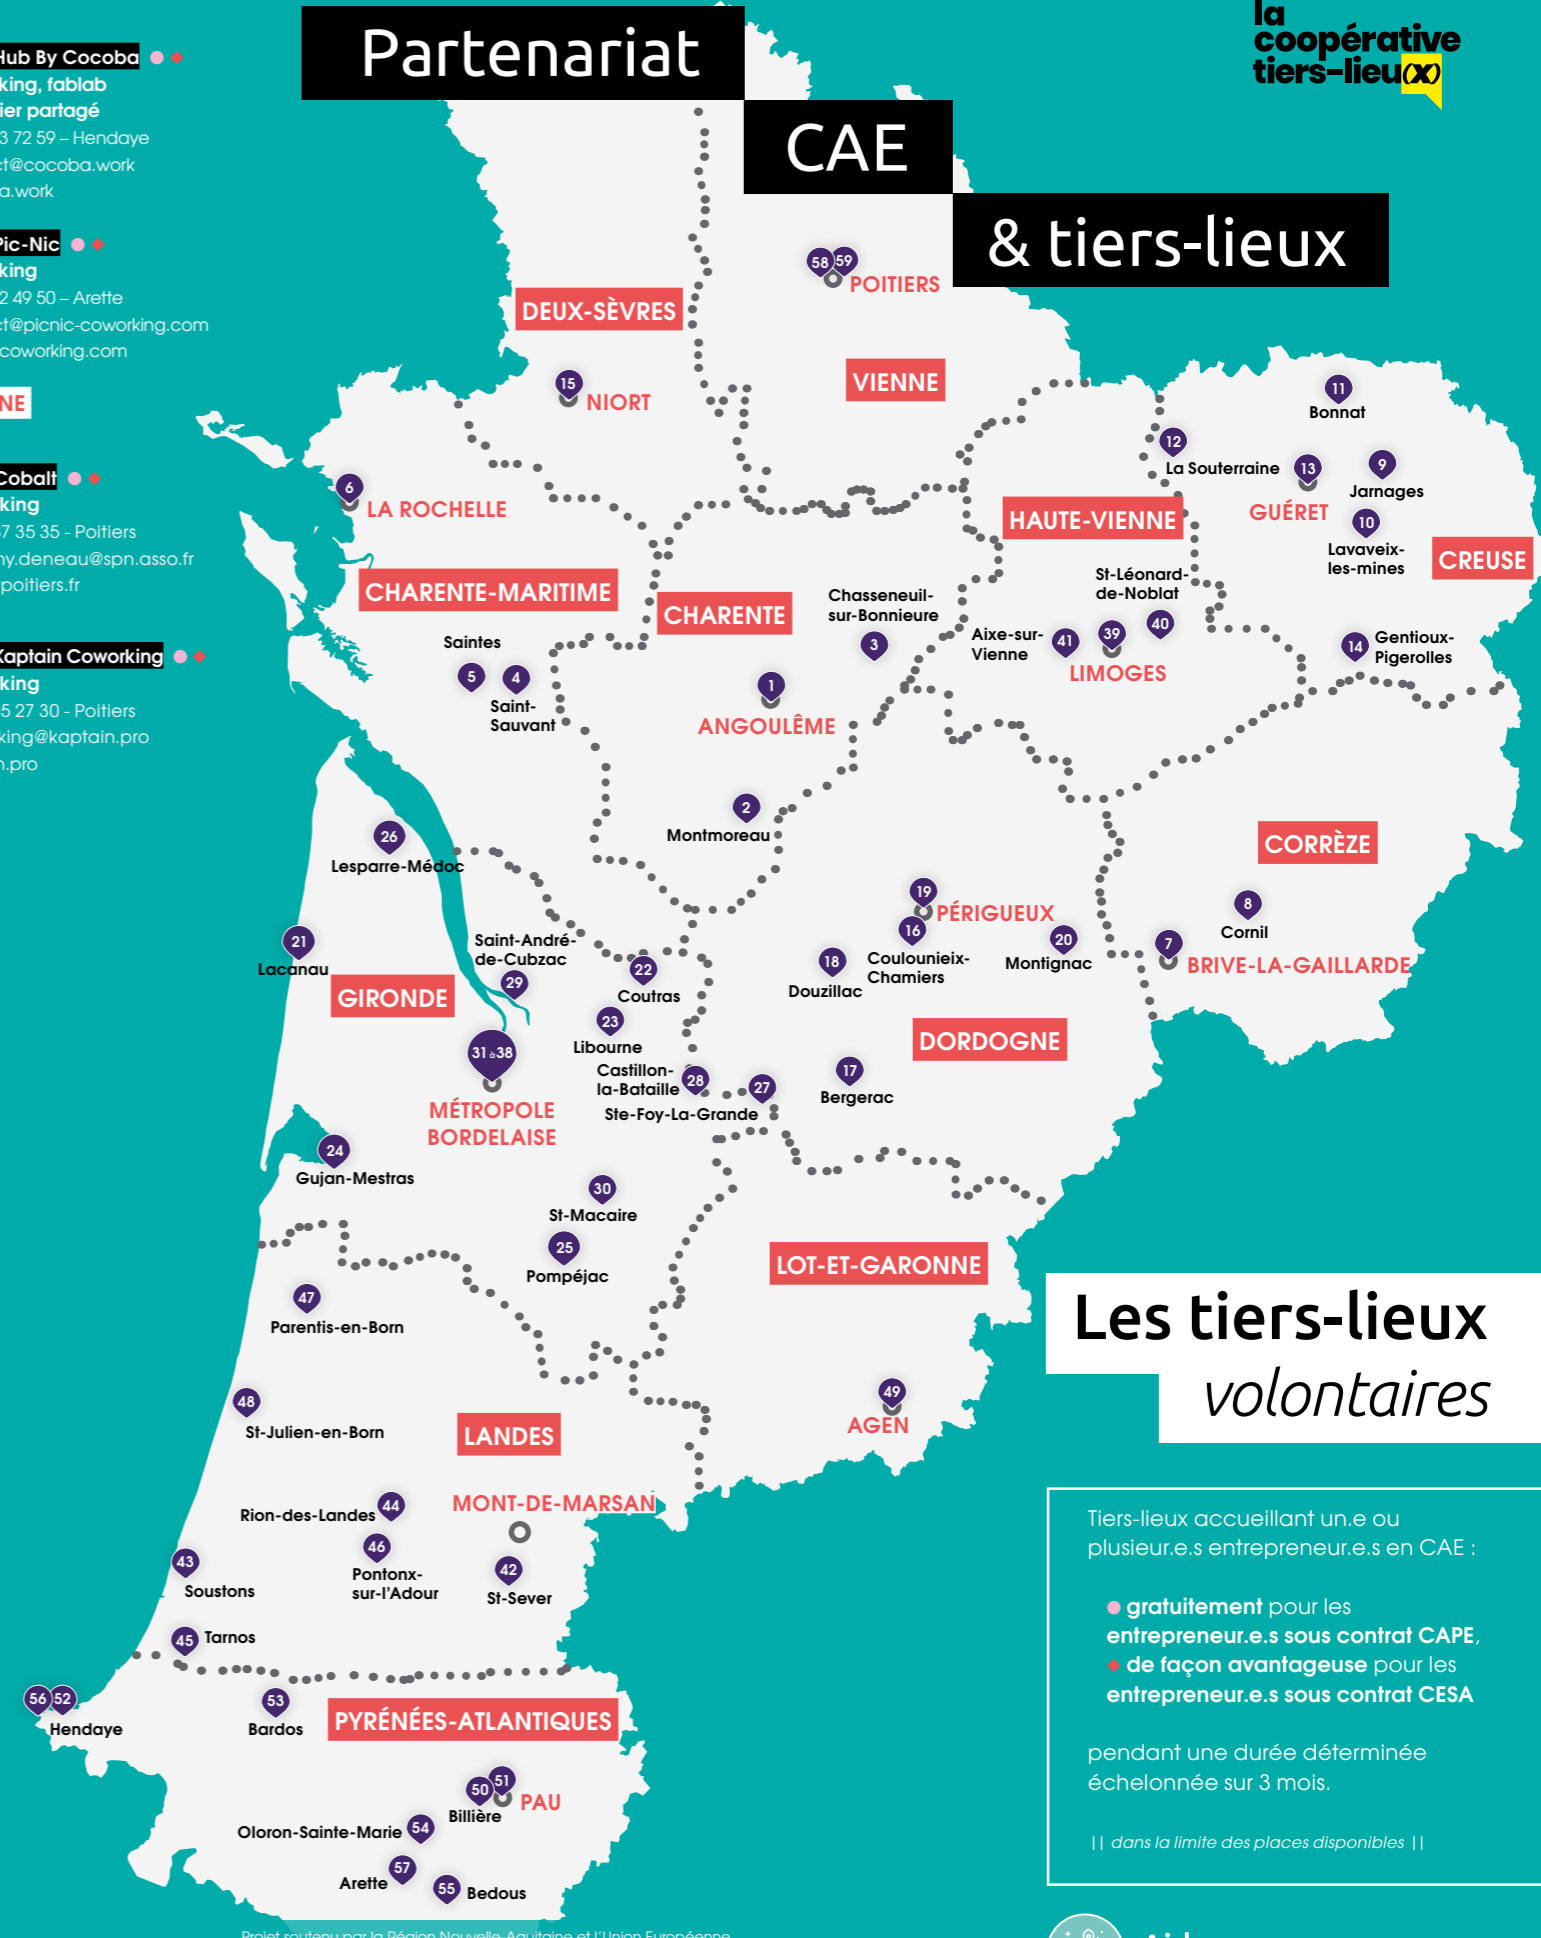 Partenariat
CAE
& tiers-lieux
la
coopérative
tiers-lieu(x)
Hub By Cocoba
king, fablab
ier partagé
3 72 59 – Hendaye
ct@cocoba.work
a.work
Pic-Nic
king
2 49 50 – Arette
ct@picnic-coworking.com
coworking.com
NE
Cobalt
king
57 35 35 - Poitiers
ny.deneau@spn.asso.fr
poitiers.fr
Kaptain Coworking
king
5 27 30 - Poitiers
king@kaptain.pro
n.pro
58 59
POITIERS
DEUX-SÈVRES
VIENNE
15
NIORT
11
Bonnat
12
La Souterraine
13
GUÉRET
9
Jarnages
10
Lavaveix-
les-mines
CREUSE
6
LA ROCHELLE
HAUTE-VIENNE
CHARENTE-MARITIME
CHARENTE
Chasseneuil-
sur-Bonnieure
3
St-Léonard-
de-Noblat
40
Aixe-sur-
Vienne
41
39
LIMOGES
14
Gentioux-
Pigerolles
Saintes
5
4
Saint-
Sauvant
1
ANGOULÊME
2
Montmoreau
26
Lesparre-Médoc
CORRÈZE
19
PÉRIGUEUX
16
Coulounieix-
Chamiers
20
Montignac
18
Douzillac
8
Cornil
7
BRIVE-LA-GAILLARDE
21
Lacanau
Saint-André-
de-Cubzac
29
22
Coutras
GIRONDE
23
Libourne
DORDOGNE
31 à 38
MÉTROPOLE
BORDELAISE
Castillon-
la-Bataille
28
27
Ste-Foy-La-Grande
17
Bergerac
24
Gujan-Mestras
30
St-Macaire
25
Pompéjac
LOT-ET-GARONNE
47
Parentis-en-Born
48
St-Julien-en-Born
49
AGEN
LANDES
Rion-des-Landes
44
MONT-DE-MARSAN
46
Pontonx-
sur-l'Adour
42
St-Sever
43
Soustons
45
Tarnos
56 52
Hendaye
53
Bardos
PYRÉNÉES-ATLANTIQUES
50
51
PAU
Billière
Oloron-Sainte-Marie
54
Arette
57
55
Bedous
Les tiers-lieux
volontaires
Tiers-lieux accueillant un.e ou
plusieur.e.s entrepreneur.e.s en CAE :
gratuitement pour les
entrepreneur.e.s sous contrat CAPE,
de façon avantageuse pour les
entrepreneur.e.s sous contrat CESA
pendant une durée déterminée
échelonnée sur 3 mois.
|| dans la limite des places disponibles ||
Projet soutenu par la Région Nouvelle-Aquitaine et l'Union Européenne